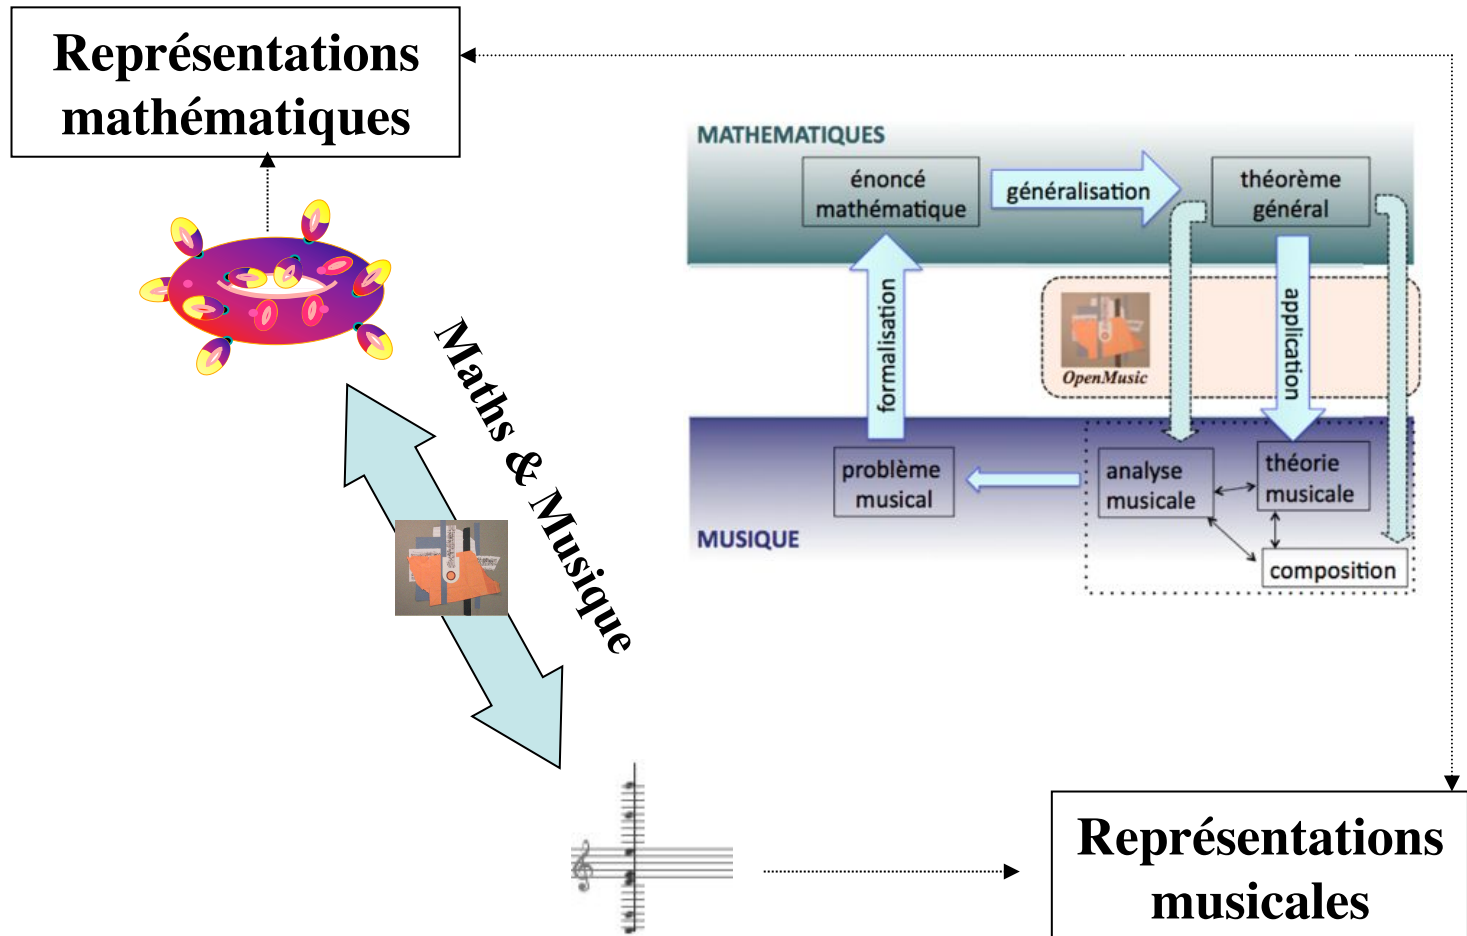 Représentations
mathématiques
MATHEMATIQUES
énoncé
mathématique
généralisation
théorème
général
formalisation
application
OpenMusic
Maths & Musique
problème
musical
analyse
musicale
théorie
musicale
MUSIQUE
composition
Représentations
musicales